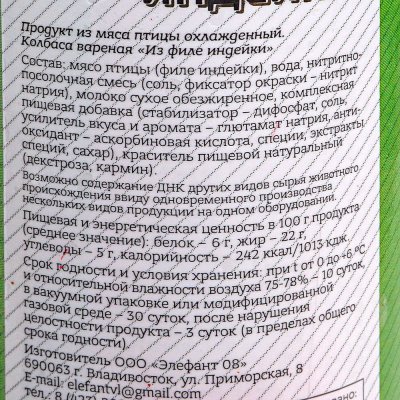 Продукт из мяса птицы охлажденный.
Колбаса вареная «Из филе индейки»
Состав: мясо птицы (филе индейки), вода, нитритно-
посолочная смесь (соль, фиксатор окраски – нитрит
натрия), молоко сухое обезжиренное, комплексная
пищевая добавка (стабилизатор – дифосфат, соль,
усилитель вкуса и аромата – глютамат натрия, анти-
оксидант – аскорбиновая кислота, специи, экстракты
специй, сахар), краситель пищевой натуральный
(декстроза, кармин).
Возможно содержание ДНК других видов сырья животного
происхождения ввиду одновременного производства
нескольких видов продукции на одном оборудовании.
Пищевая и энергетическая ценность в 100 г продукта
(среднее значение): белок – 6 г, жир – 22 г,
углеводы – 5 г, калорийность – 242 ккал/1013 кдж
Срок годности и условия хранения: при t от 0 до +6 °С
и относительной влажности воздуха 75-78% – 10 суток,
в вакуумной упаковке или модифицированной
газовой среде – 30 суток, после нарушения
целостности продукта – 3 суток (в пределах общего
срока годности).
Изготовитель ООО «Элефант 08»
690063 г. Владивосток, ул. Приморская, 8
E-mail: elefantvl@gmail.com
тел.: 8 (423)